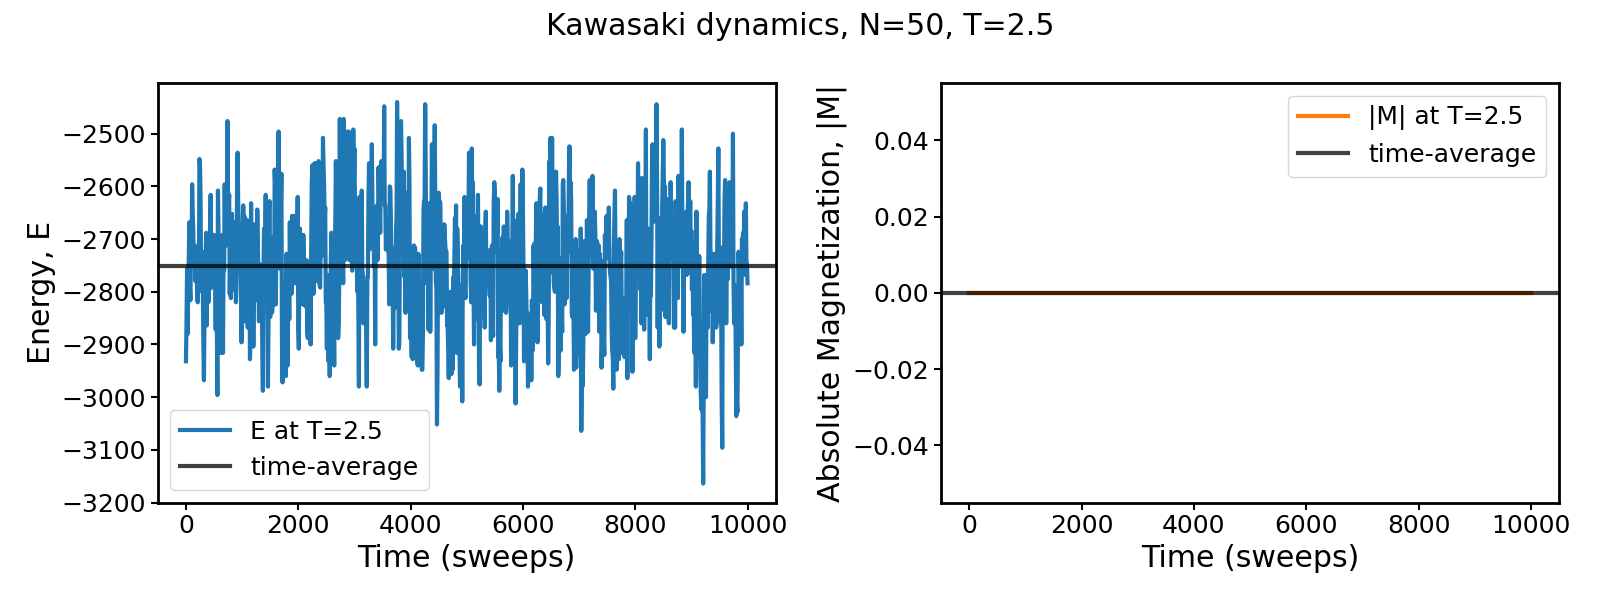 Kawasaki dynamics, N=50, T=2.5
Energy, E
−2500
−2600
−2700
−2800
−2900
−3000
−3100
−3200
E at T=2.5
time-average
0 2000 4000 6000 8000 10000
Time (sweeps)
Absolute Magnetization, |M|
0.04
0.02
0.00
−0.02
−0.04
|M| at T=2.5
time-average
0 2000 4000 6000 8000 10000
Time (sweeps)